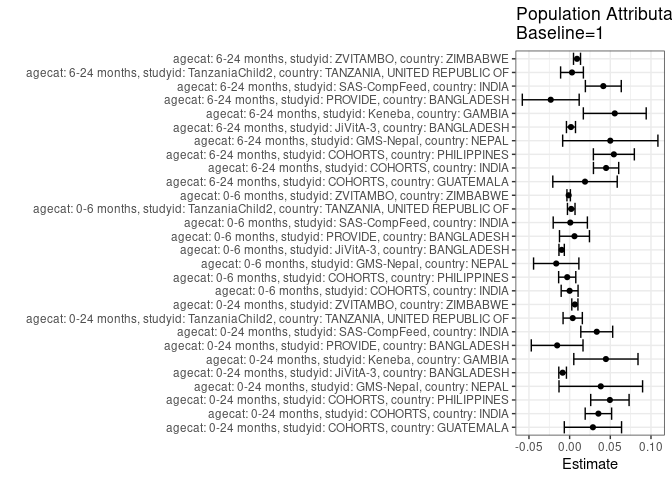 Population Attributa
Baseline=1
agecat: 6-24 months, studyid: ZVITAMBO, country: ZIMBABWE
agecat: 6-24 months, studyid: TanzaniaChild2, country: TANZANIA, UNITED REPUBLIC OF
agecat: 6-24 months, studyid: SAS-CompFeed, country: INDIA
agecat: 6-24 months, studyid: PROVIDE, country: BANGLADESH
agecat: 6-24 months, studyid: Keneba, country: GAMBIA
agecat: 6-24 months, studyid: JiVitA-3, country: BANGLADESH
agecat: 6-24 months, studyid: GMS-Nepal, country: NEPAL
agecat: 6-24 months, studyid: COHORTS, country: PHILIPPINES
agecat: 6-24 months, studyid: COHORTS, country: INDIA
agecat: 6-24 months, studyid: COHORTS, country: GUATEMALA
agecat: 0-6 months, studyid: ZVITAMBO, country: ZIMBABWE
agecat: 0-6 months, studyid: TanzaniaChild2, country: TANZANIA, UNITED REPUBLIC OF
agecat: 0-6 months, studyid: SAS-CompFeed, country: INDIA
agecat: 0-6 months, studyid: PROVIDE, country: BANGLADESH
agecat: 0-6 months, studyid: JiVitA-3, country: BANGLADESH
agecat: 0-6 months, studyid: GMS-Nepal, country: NEPAL
agecat: 0-6 months, studyid: COHORTS, country: PHILIPPINES
agecat: 0-6 months, studyid: COHORTS, country: INDIA
agecat: 0-24 months, studyid: ZVITAMBO, country: ZIMBABWE
agecat: 0-24 months, studyid: TanzaniaChild2, country: TANZANIA, UNITED REPUBLIC OF
agecat: 0-24 months, studyid: SAS-CompFeed, country: INDIA
agecat: 0-24 months, studyid: PROVIDE, country: BANGLADESH
agecat: 0-24 months, studyid: Keneba, country: GAMBIA
agecat: 0-24 months, studyid: JiVitA-3, country: BANGLADESH
agecat: 0-24 months, studyid: GMS-Nepal, country: NEPAL
agecat: 0-24 months, studyid: COHORTS, country: PHILIPPINES
agecat: 0-24 months, studyid: COHORTS, country: INDIA
agecat: 0-24 months, studyid: COHORTS, country: GUATEMALA
-0.05 0.00 0.05 0.10
Estimate